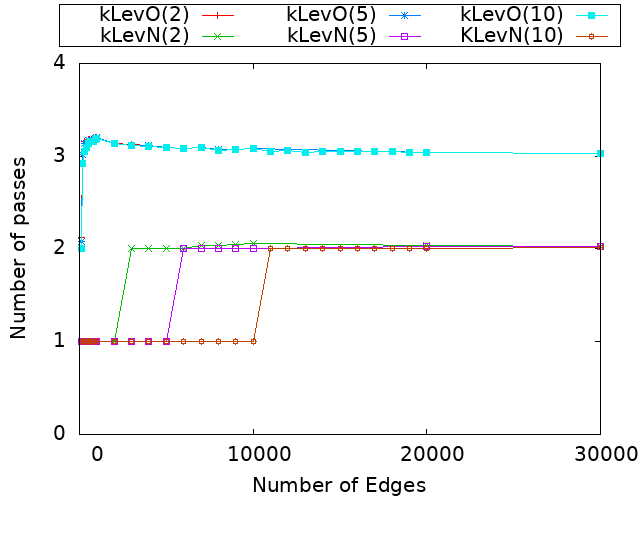 kLevO(2) kLevO(5) kLevO(10)
kLevN(2) kLevN(5) KLevN(10)
4
3
2
1
0
Number of passes
0 10000 20000 30000
Number of Edges